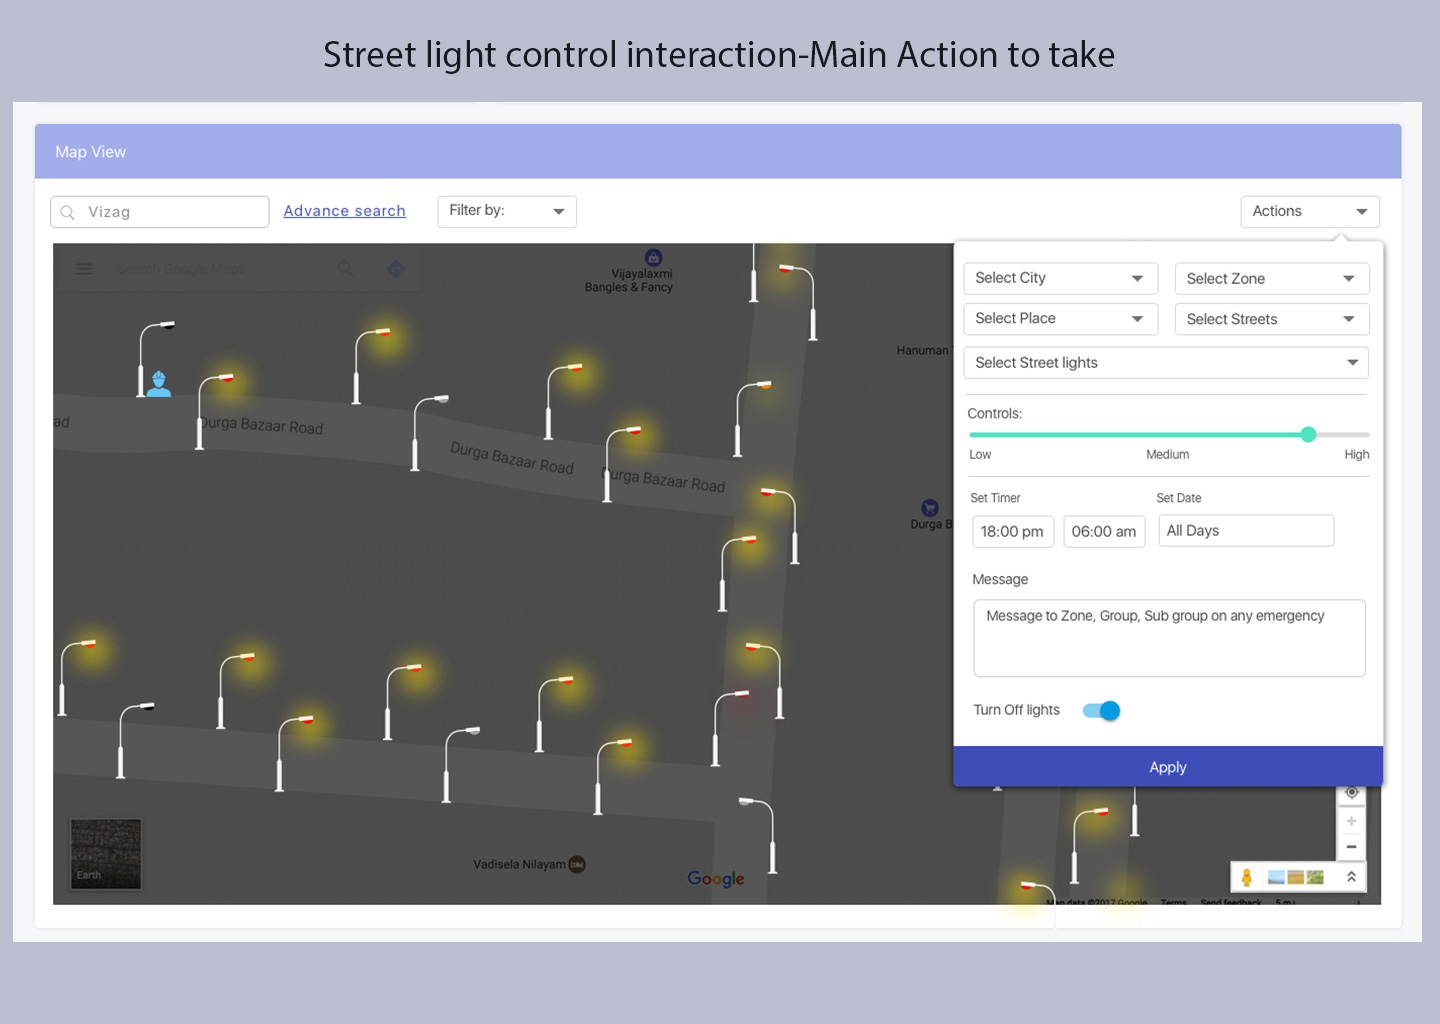 Street light control interaction-Main Action to take
Map View
Vizag
Advance search
Filter by:
Actions
Search Google Maps
Vijayalaxmi
Bangles & Fancy
Hanuman
Durga B
ad
Durga Bazaar Road
Durga Bazaar Road
Durga Bazaar Road
Select City
Select Zone
Select Place
Select Streets
Select Street lights
Controls:
Low
Medium
High
Set Timer
Set Date
18:00 pm
06:00 am
All Days
Message
Message to Zone, Group, Sub group on any emergency
Turn Off lights
Apply
Earth
Vadisela Nilayam
Google
Map data ©2017 Google
Terms
Send feedback